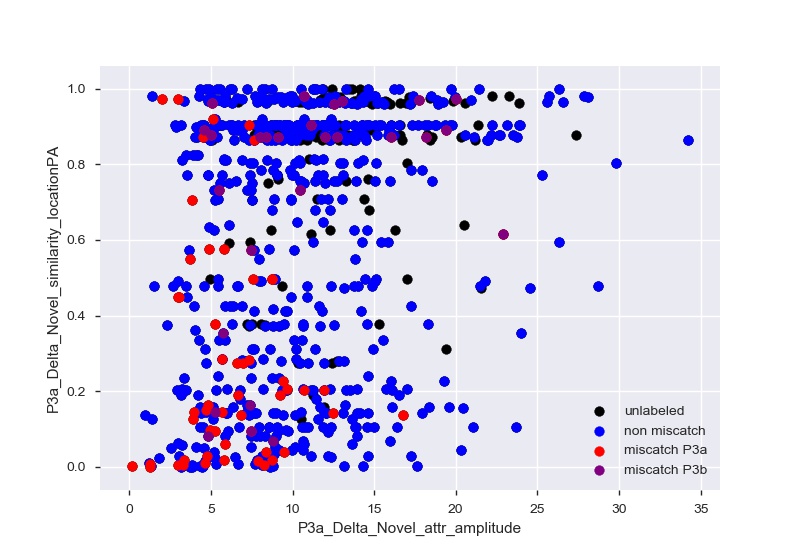 1.0
0.8
0.6
0.4
0.2
0.0
P3a_Delta_Novel_similarity_locationPA
unlabeled
non miscatch
miscatch P3a
miscatch P3b
0 5 10 15 20 25 30 35
P3a_Delta_Novel_attr_amplitude